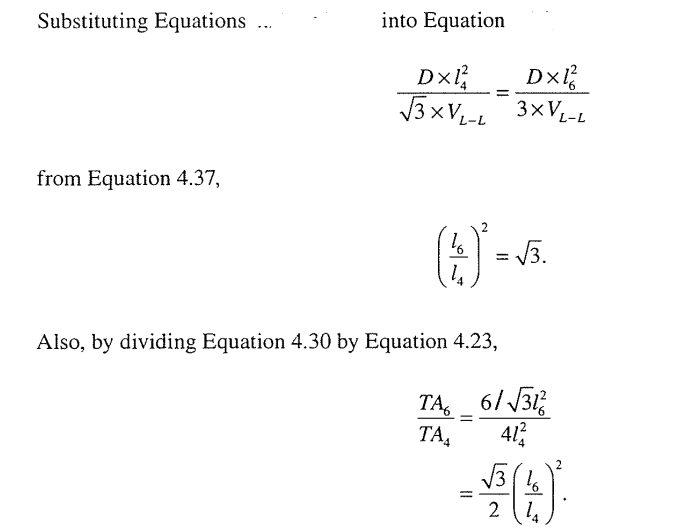 Substituting Equations ... into Equation
\frac{D \times l_4^2}{\sqrt{3} \times V_{L-L}} = \frac{D \times l_6^2}{3 \times V_{L-L}}
from Equation 4.37,
\left(\frac{l_6}{l_4}\right)^2 = \sqrt{3}.
Also, by dividing Equation 4.30 by Equation 4.23,
\frac{TA_6}{TA_4} = \frac{6/\sqrt{3}l_6^2}{4l_4^2}
= \frac{\sqrt{3}}{2}\left(\frac{l_6}{l_4}\right)^2.